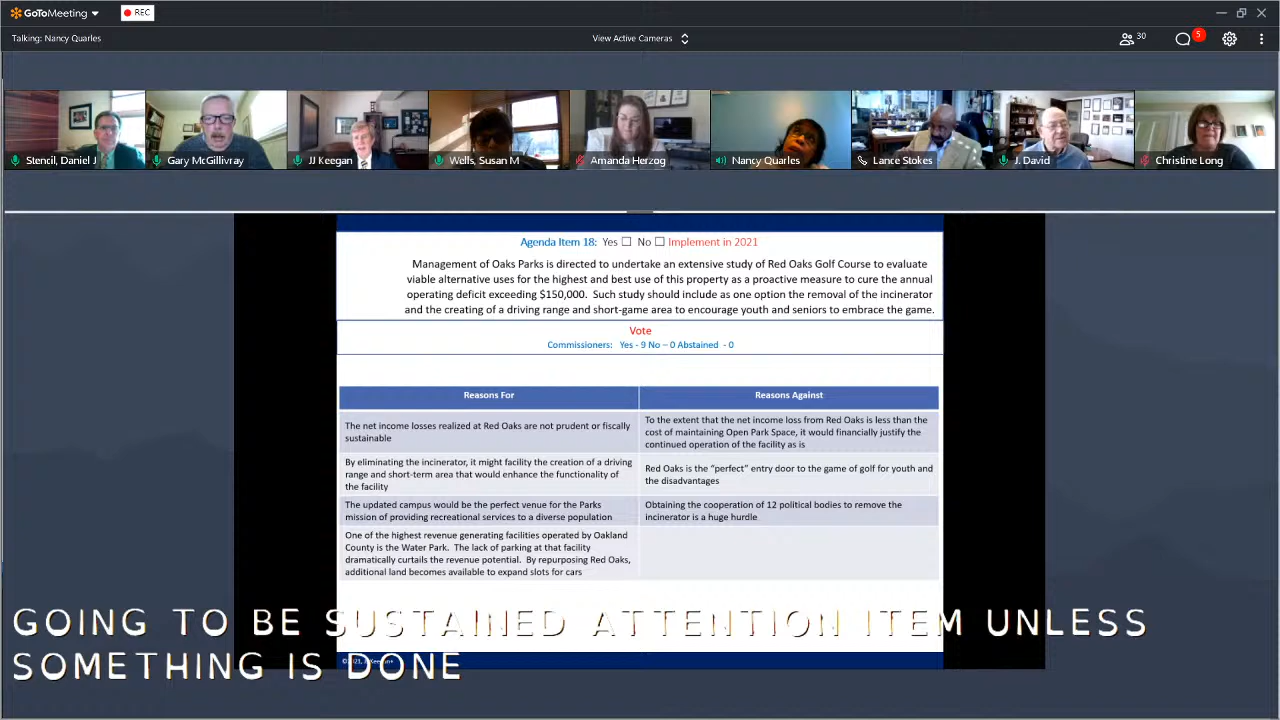 GoToMeeting
REC
Talking: Nancy Quarles
View Active Cameras
30
5
Stencil, Daniel J
Gary McGillivray
JJ Keegan
Wells, Susan M
Amanda Herzog
Nancy Quarles
Lance Stokes
J. David
Christine Long
Agenda Item 18: Yes ☐ No ☐ Implement in 2021
Management of Oaks Parks is directed to undertake an extensive study of Red Oaks Golf Course to evaluate
viable alternative uses for the highest and best use of this property as a proactive measure to cure the annual
operating deficit exceeding $150,000. Such study should include as one option the removal of the incinerator
and the creating of a driving range and short-game area to encourage youth and seniors to embrace the game.
Vote
Commissioners: Yes - 9 No – 0 Abstained - 0
Reasons For
Reasons Against
The net income losses realized at Red Oaks are not prudent or fiscally
sustainable
To the extent that the net income loss from Red Oaks is less than the
cost of maintaining Open Park Space, it would financially justify the
continued operation of the facility as is
By eliminating the incinerator, it might facility the creation of a driving
range and short-term area that would enhance the functionality of
the facility
Red Oaks is the “perfect” entry door to the game of golf for youth and
the disadvantages
The updated campus would be the perfect venue for the Parks
mission of providing recreational services to a diverse population
Obtaining the cooperation of 12 political bodies to remove the
incinerator is a huge hurdle
One of the highest revenue generating facilities operated by Oakland
County is the Water Park. The lack of parking at that facility
dramatically curtails the revenue potential. By repurposing Red Oaks,
additional land becomes available to expand slots for cars
GOING TO BE SUSTAINED ATTENTION ITEM UNLESS
SOMETHING IS DONE